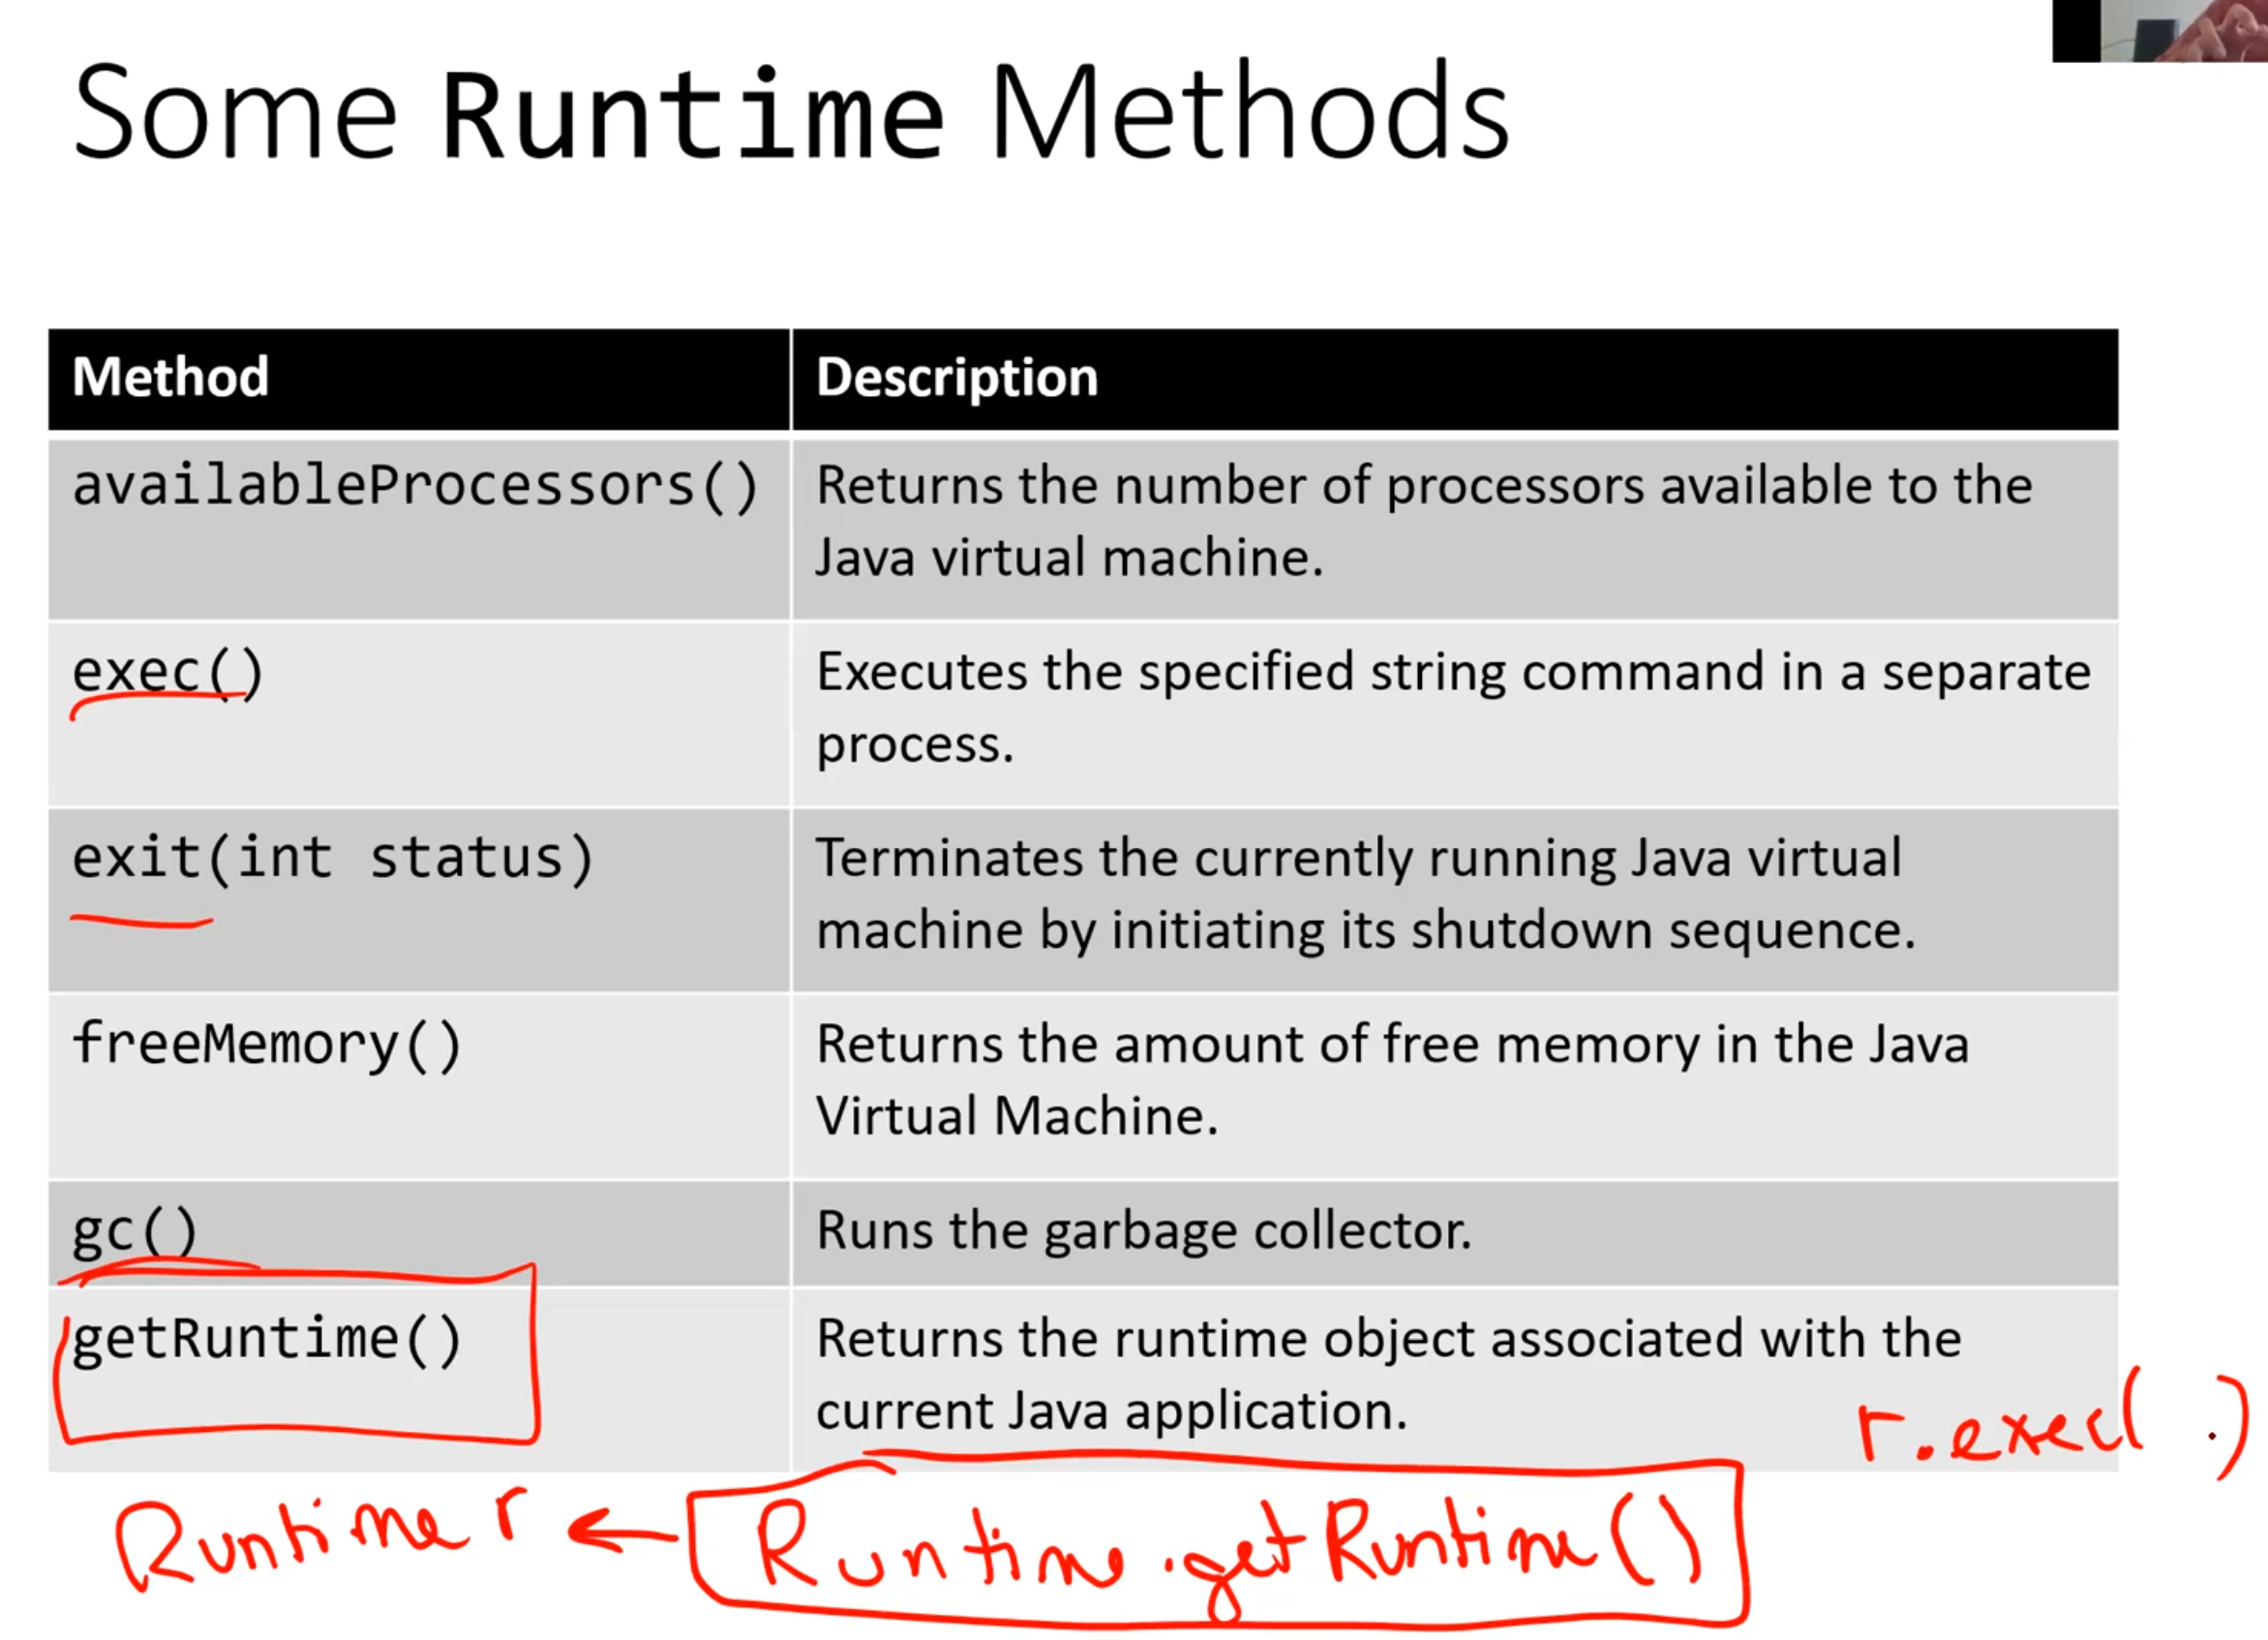 Some Runtime Methods
Method Description
availableProcessors() Returns the number of processors available to the
Java virtual machine.
exec() Executes the specified string command in a separate
process.
exit(int status) Terminates the currently running Java virtual
machine by initiating its shutdown sequence.
freeMemory() Returns the amount of free memory in the Java
Virtual Machine.
gc() Runs the garbage collector.
getRuntime() Returns the runtime object associated with the
current Java application.
r.exec( )
Runtime r ← Runtime.getRuntime()